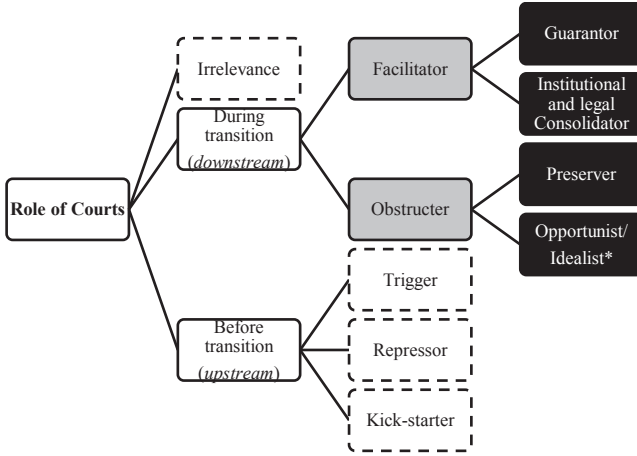 Role of Courts
Irrelevance
During
transition
(downstream)
Before
transition
(upstream)
Facilitator
Obstructer
Trigger
Repressor
Kick-starter
Guarantor
Institutional
and legal
Consolidator
Preserver
Opportunist/
Idealist*